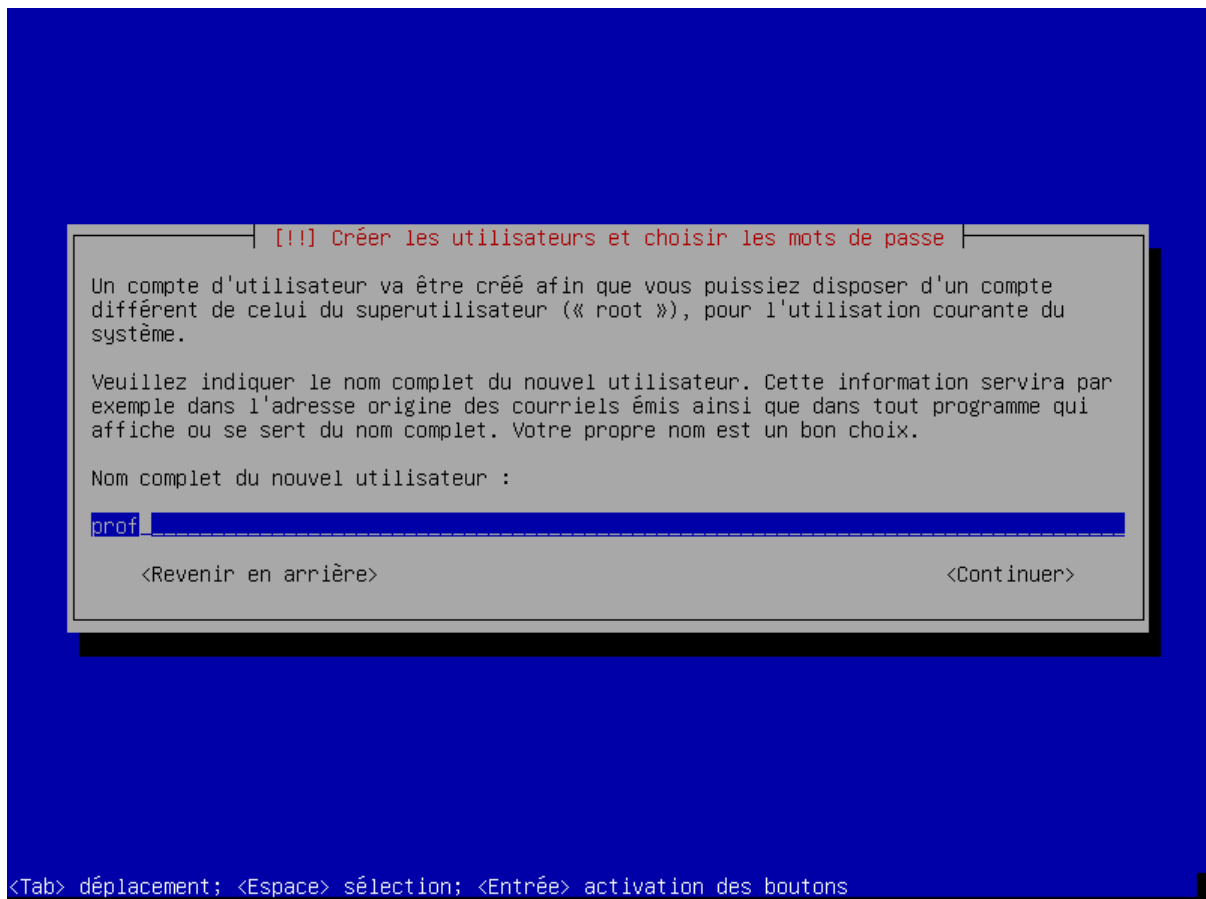 [!!] Créer les utilisateurs et choisir les mots de passe
Un compte d'utilisateur va être créé afin que vous puissiez disposer d'un compte
différent de celui du superutilisateur (« root »), pour l'utilisation courante du
système.
Veuillez indiquer le nom complet du nouvel utilisateur. Cette information servira par
exemple dans l'adresse origine des courriels émis ainsi que dans tout programme qui
affiche ou se sert du nom complet. Votre propre nom est un bon choix.
Nom complet du nouvel utilisateur :
prof
<Revenir en arrière> <Continuer>
<Tab> déplacement; <Espace> sélection; <Entrée> activation des boutons